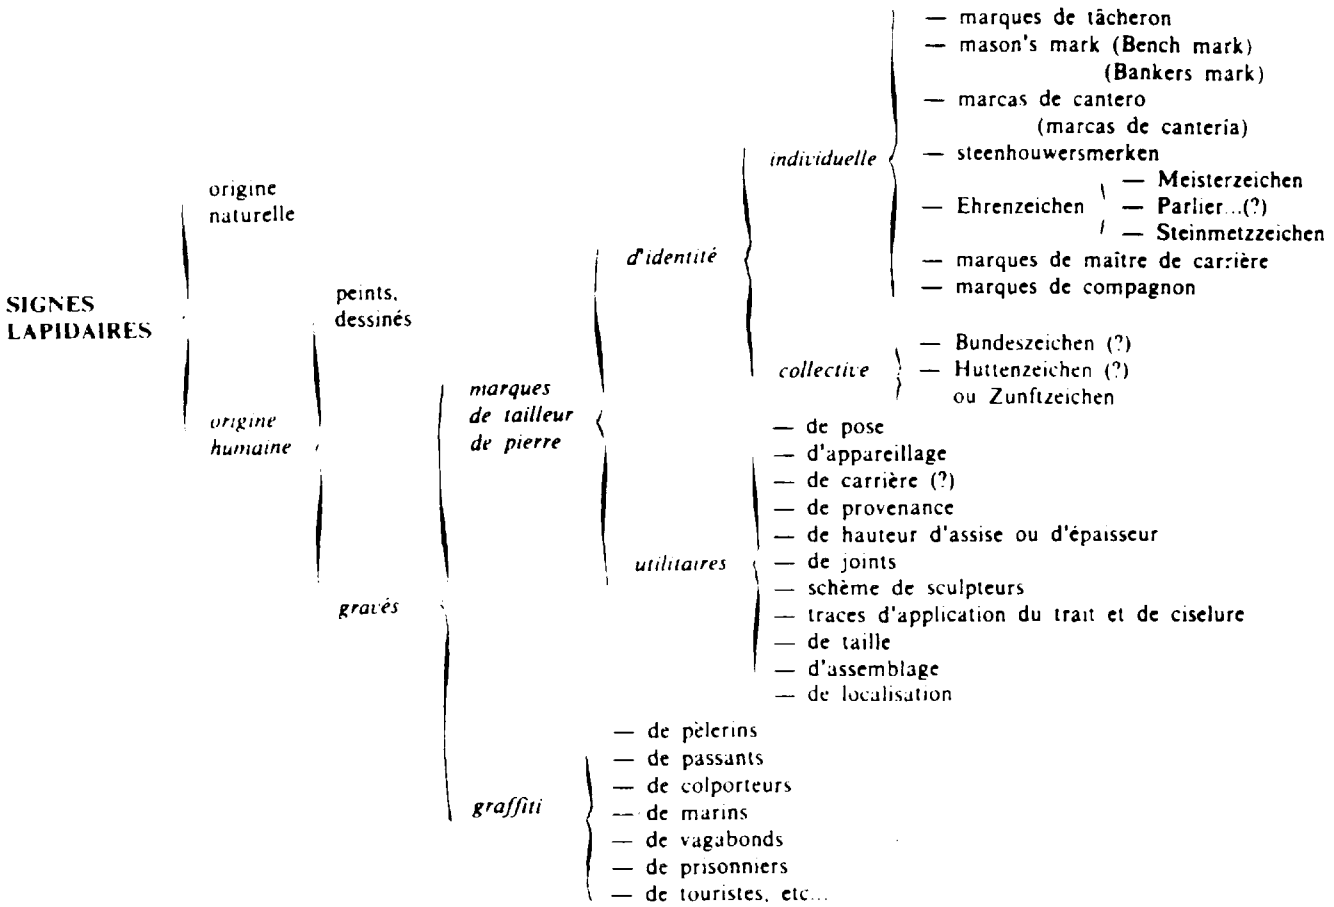 SIGNES
LAPIDAIRES
origine
naturelle
origine
humaine
peints,
dessinés
gravés
marques
de tailleur
de pierre
d'identité
individuelle
— marques de tâcheron
— mason's mark (Bench mark)
(Bankers mark)
— marcas de cantero
(marcas de cantería)
— steenhouwersmerken
— Ehrenzeichen
— Meisterzeichen
— Parlier...(?)
— Steinmetzzeichen
— marques de maître de carrière
— marques de compagnon
collective
— Bundeszeichen (?)
— Huttenzeichen (?)
ou Zunftzeichen
utilitaires
— de pose
— d'appareillage
— de carrière (?)
— de provenance
— de hauteur d'assise ou d'épaisseur
— de joints
— schème de sculpteurs
— traces d'application du trait et de ciselure
— de taille
— d'assemblage
— de localisation
graffiti
— de pèlerins
— de passants
— de colporteurs
— de marins
— de vagabonds
— de prisonniers
— de touristes, etc...